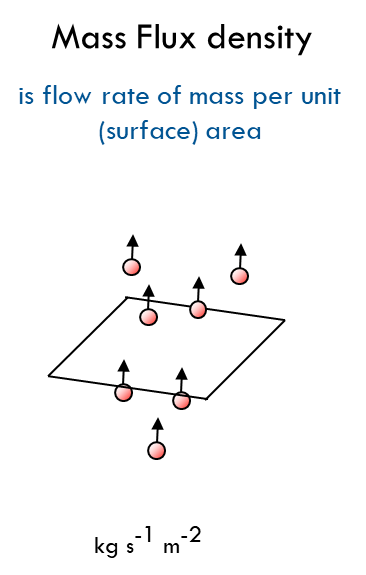 Mass Flux density
is flow rate of mass per unit
(surface) area
kg s⁻¹ m⁻²